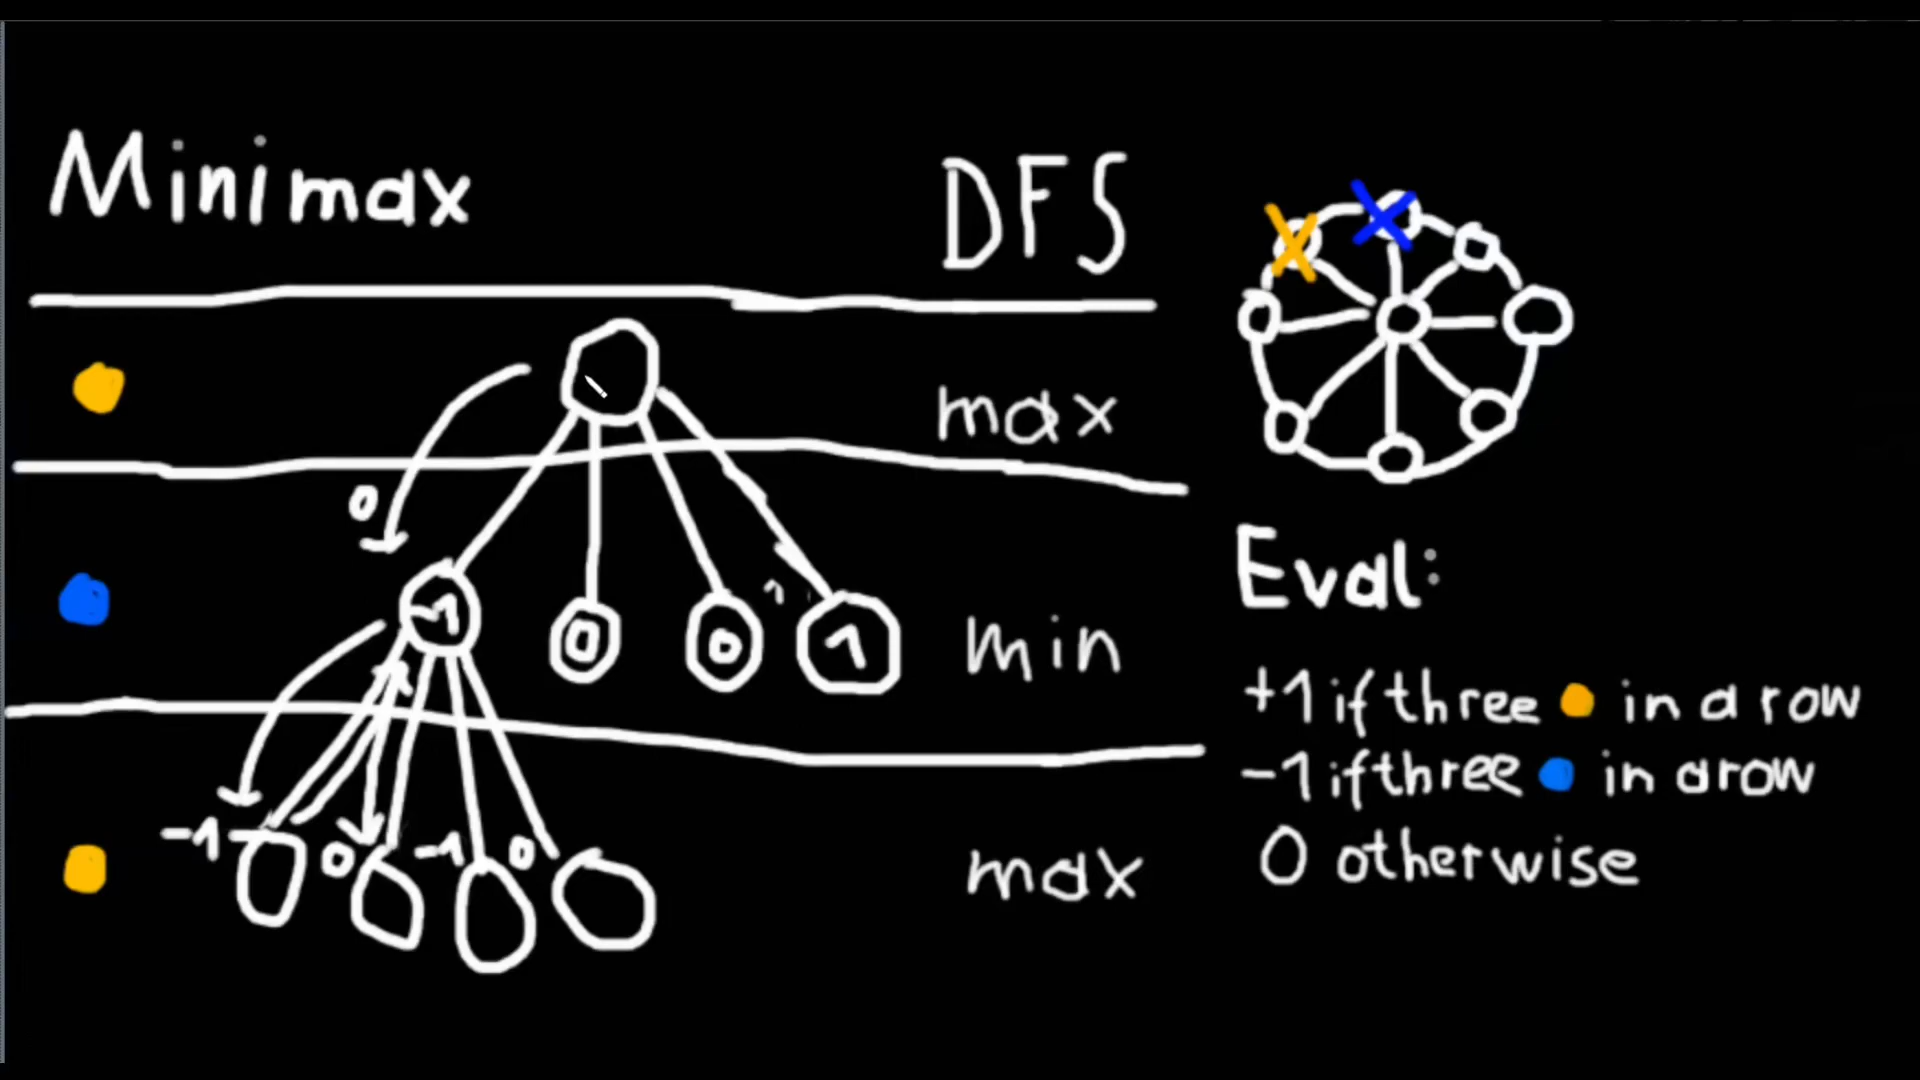 Minimax
DFS
max
0
-1
0
0
1
min
-1
0
-1
0
max
Eval:
+1 if three in a row
-1 if three in a row
0 otherwise